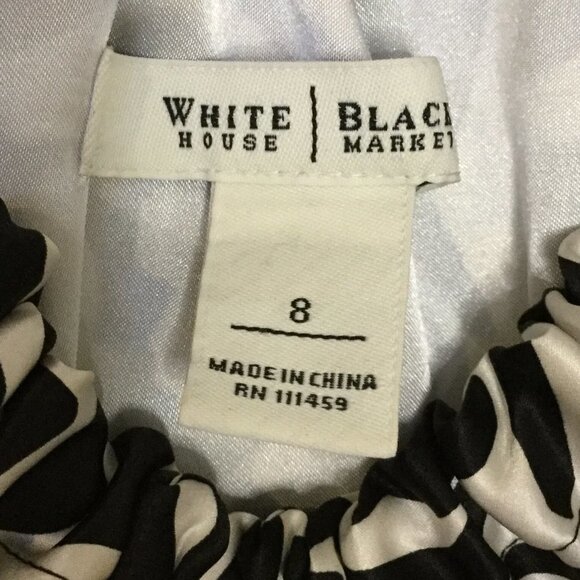 WHITE | BLACK
HOUSE | MARKET
8
MADE IN CHINA
RN 111459